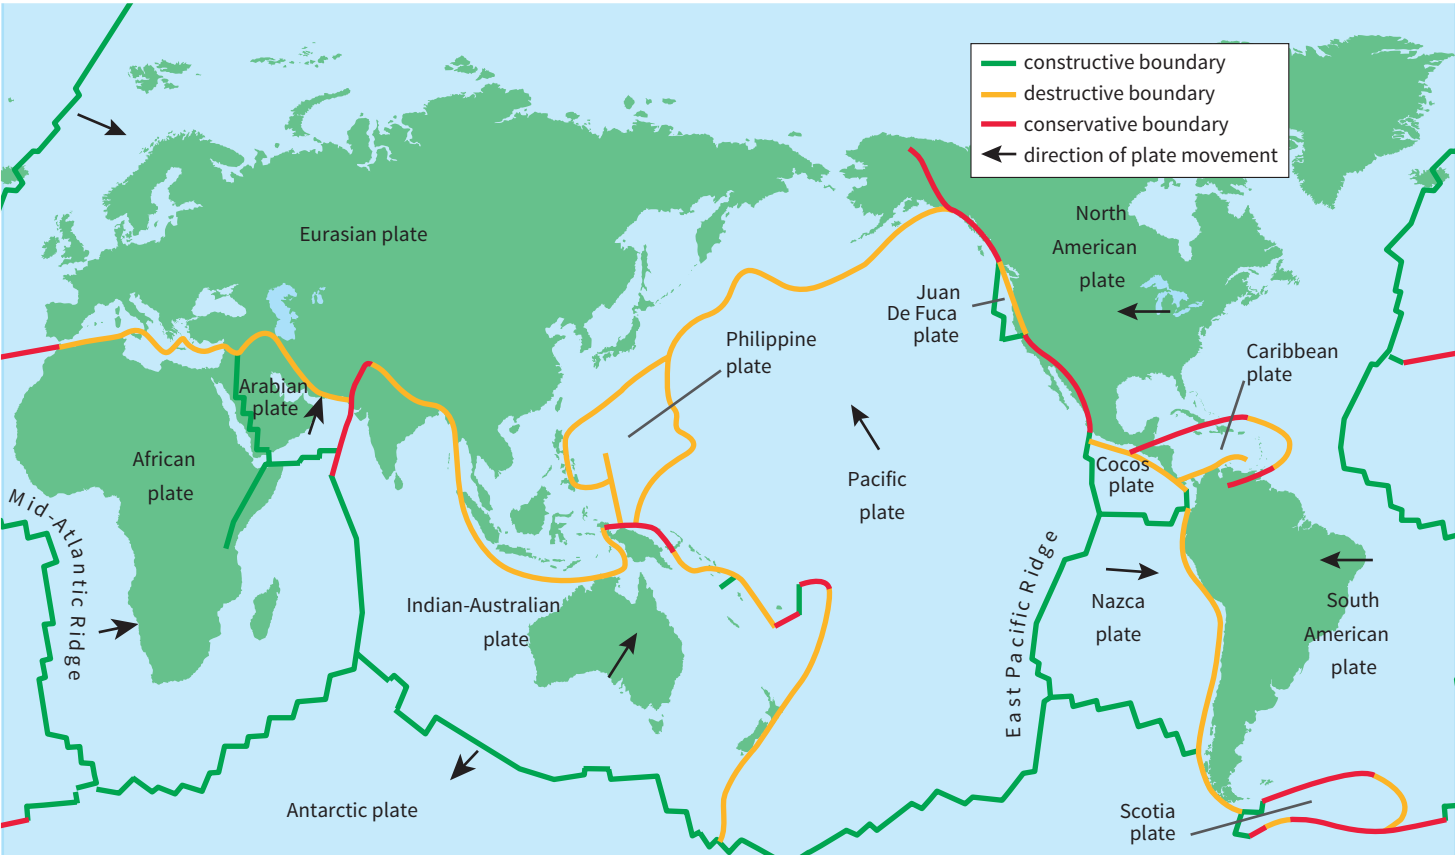 constructive boundary
destructive boundary
conservative boundary
direction of plate movement
Eurasian plate
North
American
plate
Juan
De Fuca
plate
Philippine
plate
Caribbean
plate
Arabian
plate
African
plate
Cocos
plate
Pacific
plate
Mid-Atlantic Ridge
East Pacific Ridge
Indian-Australian
plate
Nazca
plate
South
American
plate
Antarctic plate
Scotia
plate